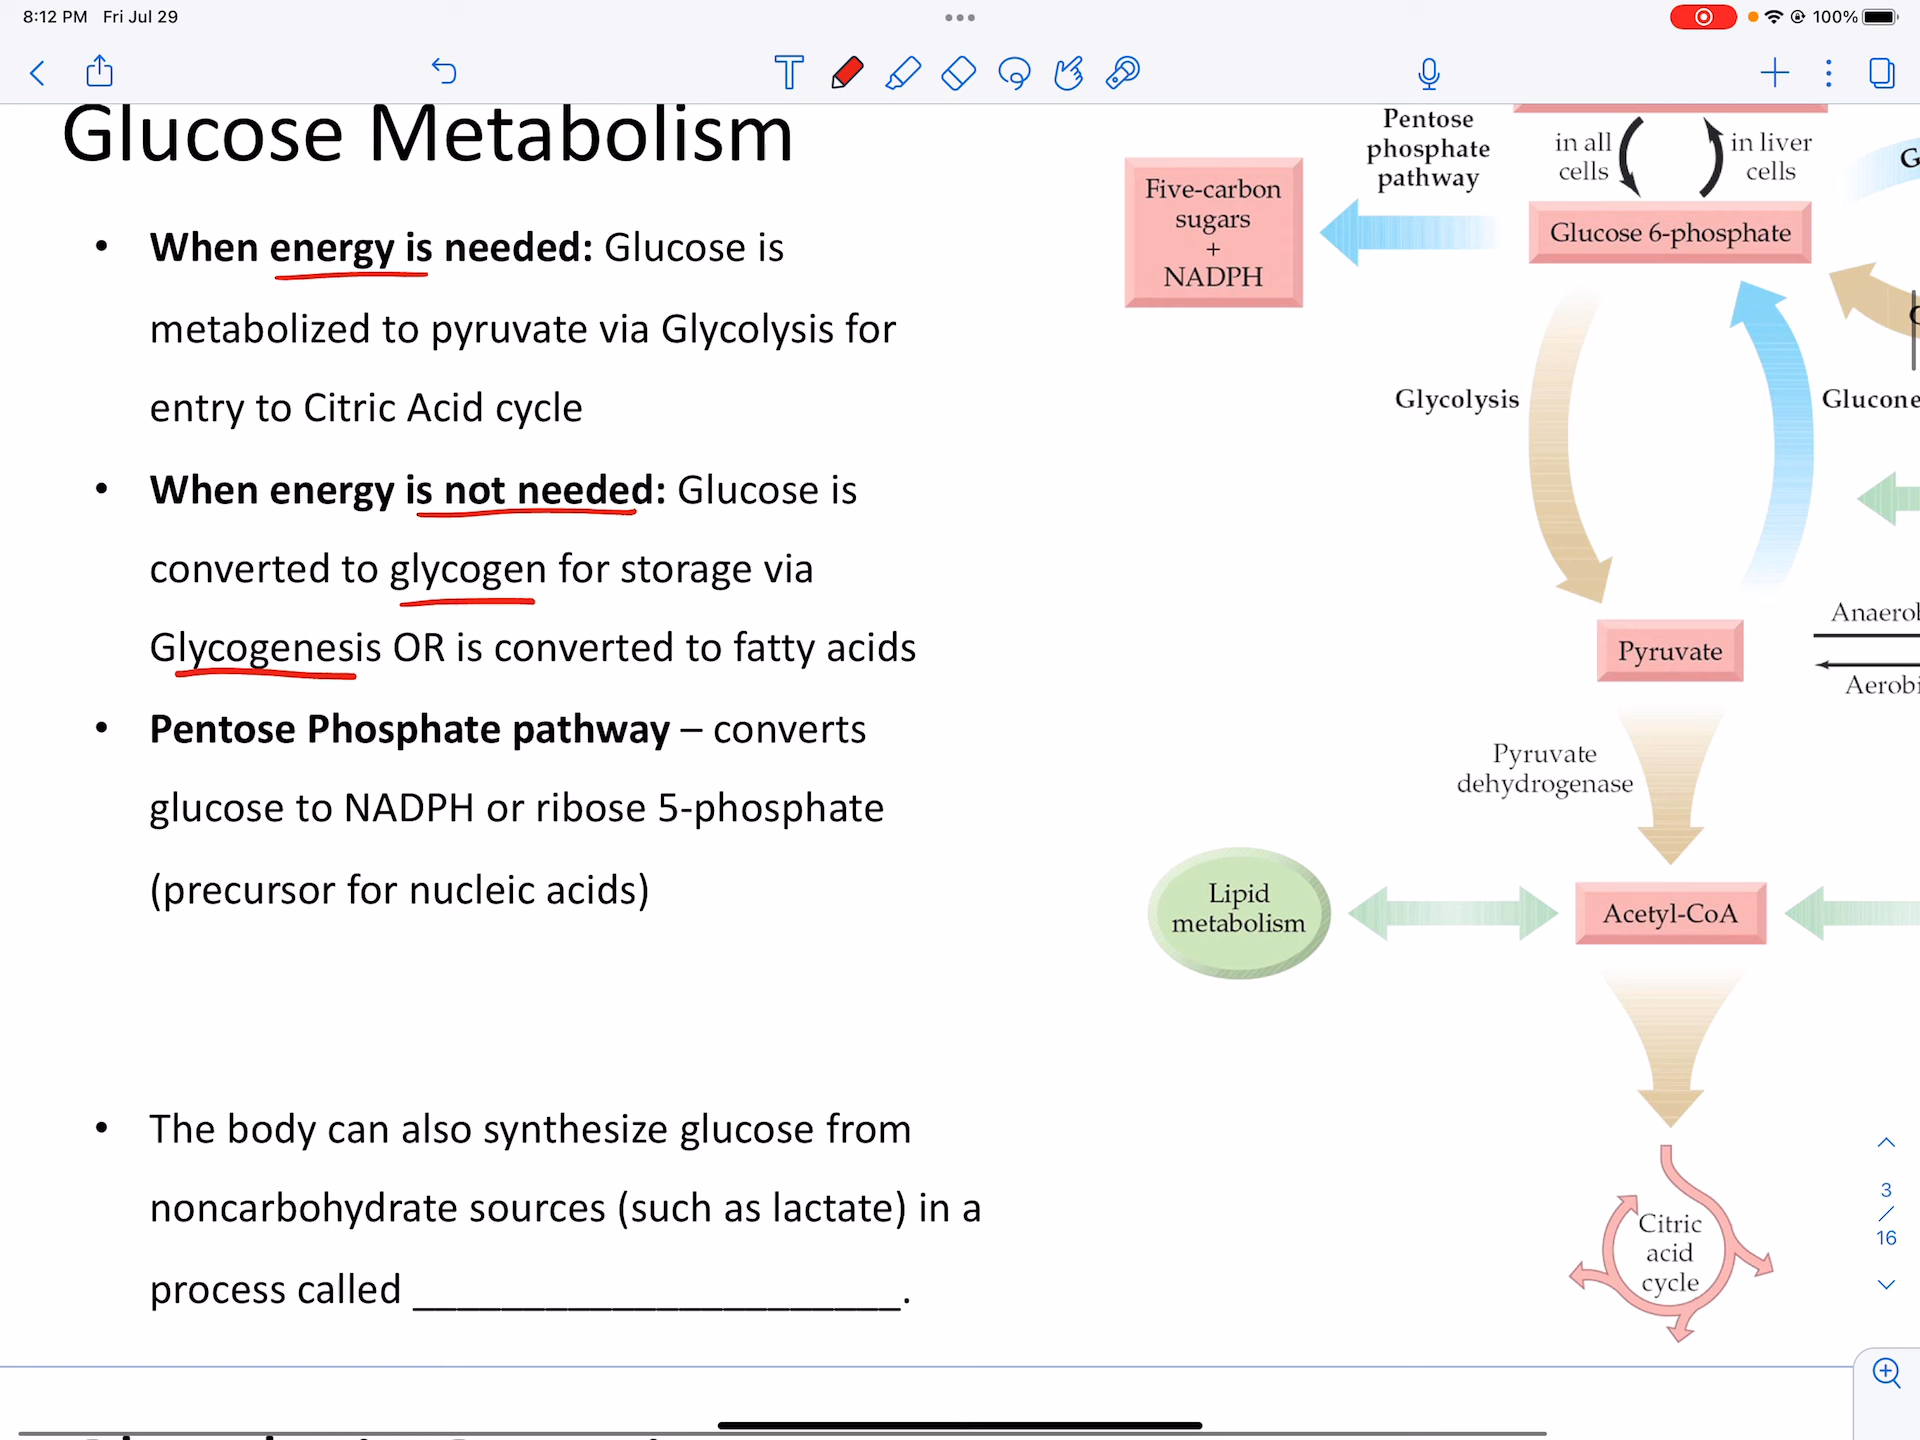 8:12 PM Fri Jul 29
100%
Glucose Metabolism
• When energy is needed: Glucose is
metabolized to pyruvate via Glycolysis for
entry to Citric Acid cycle
• When energy is not needed: Glucose is
converted to glycogen for storage via
Glycogenesis OR is converted to fatty acids
• Pentose Phosphate pathway – converts
glucose to NADPH or ribose 5-phosphate
(precursor for nucleic acids)
• The body can also synthesize glucose from
noncarbohydrate sources (such as lactate) in a
process called ______________________.
Pentose
phosphate
pathway
in all
cells
in liver
cells
Five-carbon
sugars
+
NADPH
Glucose 6-phosphate
Glycolysis
Glucone
Pyruvate
Anaerob
Aerobi
Pyruvate
dehydrogenase
Lipid
metabolism
Acetyl-CoA
Citric
acid
cycle
3
/
16